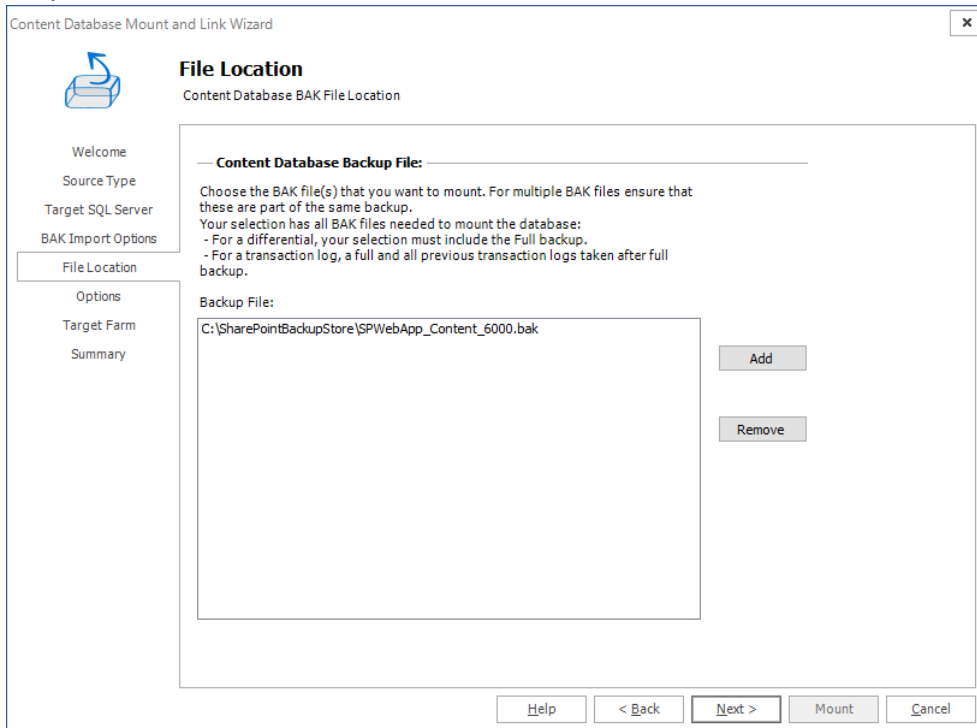 Content Database Mount and Link Wizard
File Location
Content Database BAK File Location
Welcome
Source Type
Target SQL Server
BAK Import Options
File Location
Options
Target Farm
Summary
Content Database Backup File:
Choose the BAK file(s) that you want to mount. For multiple BAK files ensure that
these are part of the same backup.
Your selection has all BAK files needed to mount the database:
- For a differential, your selection must include the Full backup.
- For a transaction log, a full and all previous transaction logs taken after full
backup.
Backup File:
C:\SharePointBackupStore\SPWebApp_Content_6000.bak
Add
Remove
Help
< Back
Next >
Mount
Cancel